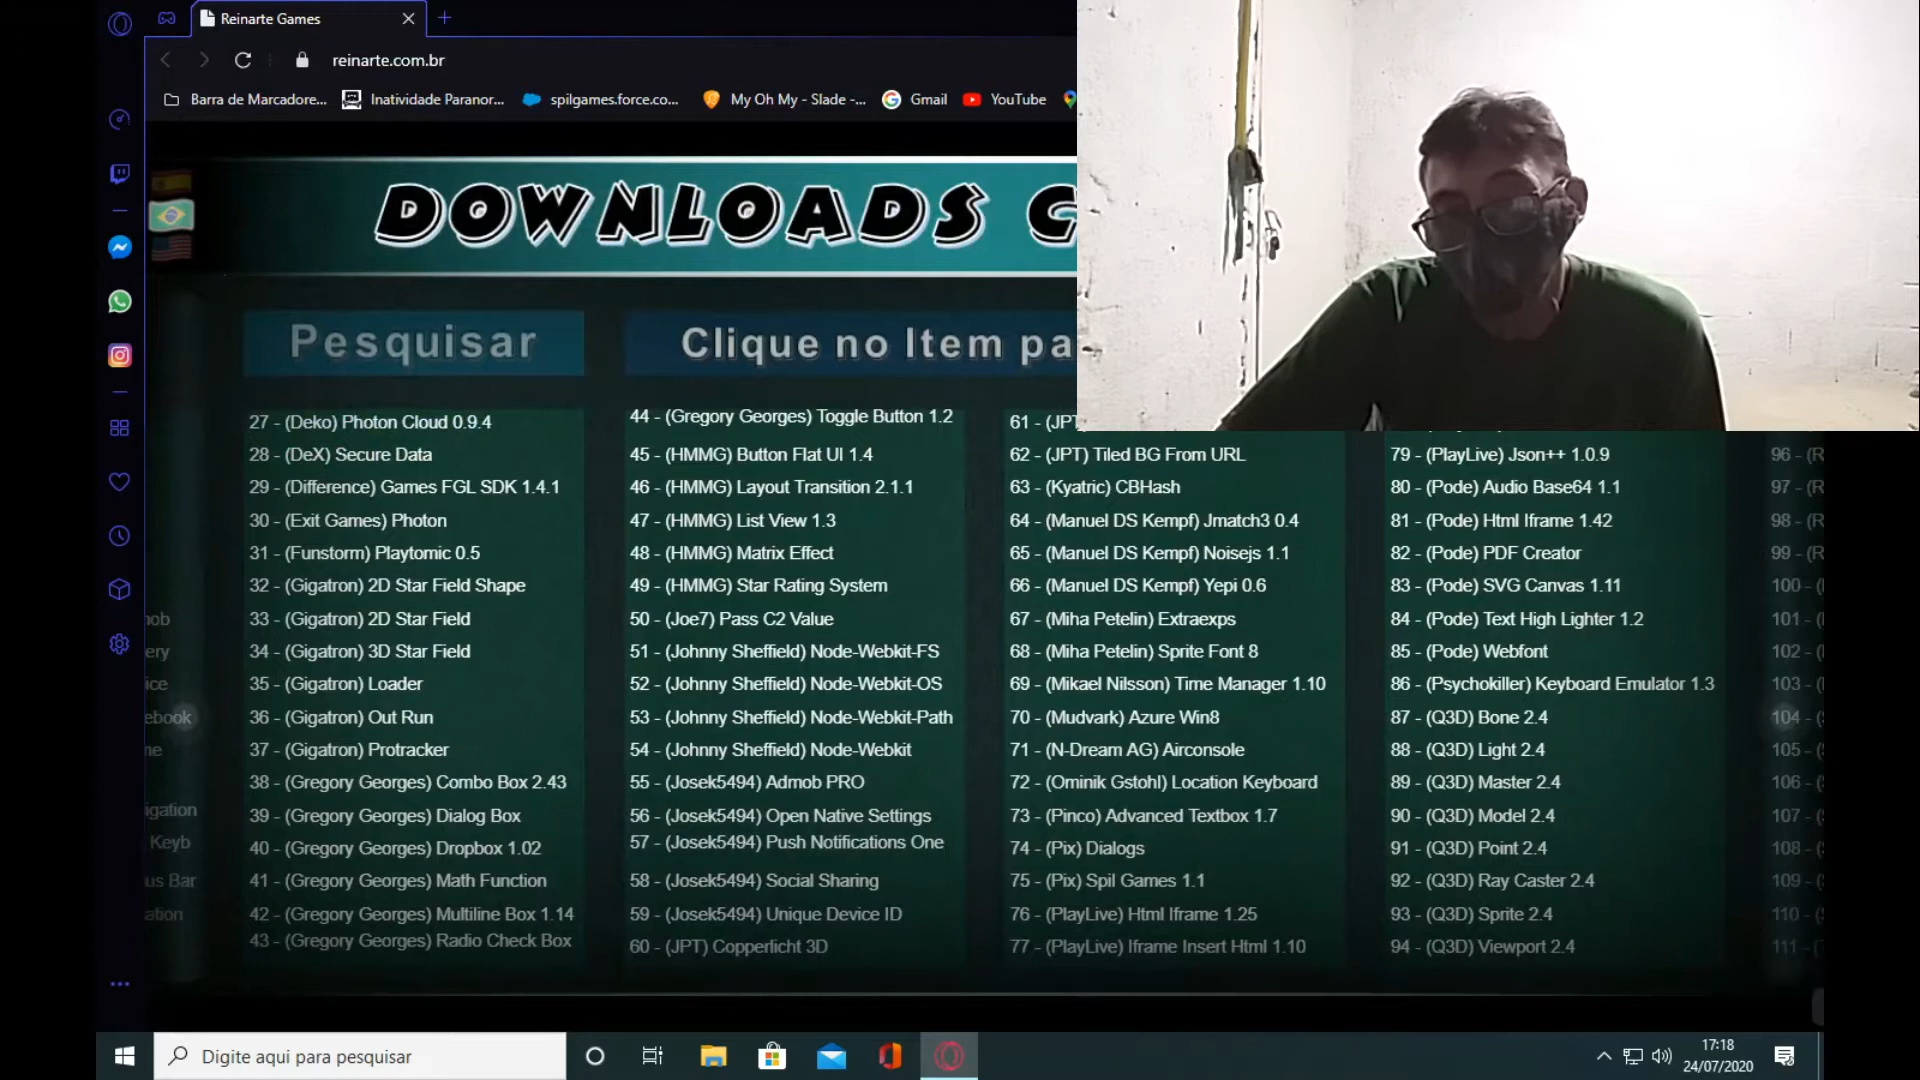 Reinarte Games
reinarte.com.br
Barra de Marcadore...
Inatividade Paranor...
spilgames.force.co...
My Oh My - Slade -...
Gmail
YouTube
DOWNLOADS
Pesquisar
Clique no Item pa
27 - (Deko) Photon Cloud 0.9.4
28 - (DeX) Secure Data
29 - (Difference) Games FGL SDK 1.4.1
30 - (Exit Games) Photon
31 - (Funstorm) Playtomic 0.5
32 - (Gigatron) 2D Star Field Shape
33 - (Gigatron) 2D Star Field
34 - (Gigatron) 3D Star Field
35 - (Gigatron) Loader
36 - (Gigatron) Out Run
37 - (Gigatron) Protracker
38 - (Gregory Georges) Combo Box 2.43
39 - (Gregory Georges) Dialog Box
40 - (Gregory Georges) Dropbox 1.02
41 - (Gregory Georges) Math Function
42 - (Gregory Georges) Multiline Box 1.14
43 - (Gregory Georges) Radio Check Box
44 - (Gregory Georges) Toggle Button 1.2
45 - (HMMG) Button Flat UI 1.4
46 - (HMMG) Layout Transition 2.1.1
47 - (HMMG) List View 1.3
48 - (HMMG) Matrix Effect
49 - (HMMG) Star Rating System
50 - (Joe7) Pass C2 Value
51 - (Johnny Sheffield) Node-Webkit-FS
52 - (Johnny Sheffield) Node-Webkit-OS
53 - (Johnny Sheffield) Node-Webkit-Path
54 - (Johnny Sheffield) Node-Webkit
55 - (Josek5494) Admob PRO
56 - (Josek5494) Open Native Settings
57 - (Josek5494) Push Notifications One
58 - (Josek5494) Social Sharing
59 - (Josek5494) Unique Device ID
60 - (JPT) Copperlicht 3D
61 - (JPT
62 - (JPT) Tiled BG From URL
63 - (Kyatric) CBHash
64 - (Manuel DS Kempf) Jmatch3 0.4
65 - (Manuel DS Kempf) Noisejs 1.1
66 - (Manuel DS Kempf) Yepi 0.6
67 - (Miha Petelin) Extraexps
68 - (Miha Petelin) Sprite Font 8
69 - (Mikael Nilsson) Time Manager 1.10
70 - (Mudvark) Azure Win8
71 - (N-Dream AG) Airconsole
72 - (Ominik Gstohl) Location Keyboard
73 - (Pinco) Advanced Textbox 1.7
74 - (Pix) Dialogs
75 - (Pix) Spil Games 1.1
76 - (PlayLive) Html Iframe 1.25
77 - (PlayLive) Iframe Insert Html 1.10
79 - (PlayLive) Json++ 1.0.9
80 - (Pode) Audio Base64 1.1
81 - (Pode) Html Iframe 1.42
82 - (Pode) PDF Creator
83 - (Pode) SVG Canvas 1.11
84 - (Pode) Text High Lighter 1.2
85 - (Pode) Webfont
86 - (Psychokiller) Keyboard Emulator 1.3
87 - (Q3D) Bone 2.4
88 - (Q3D) Light 2.4
89 - (Q3D) Master 2.4
90 - (Q3D) Model 2.4
91 - (Q3D) Point 2.4
92 - (Q3D) Ray Caster 2.4
93 - (Q3D) Sprite 2.4
94 - (Q3D) Viewport 2.4
96 - (R
97 - (R
98 - (R
99 - (R
100 -
101 -
102 -
103 -
104 -
105 -
106 -
107 -
108 -
109 -
110 -
111 -
Digite aqui para pesquisar
17:18
24/07/2020